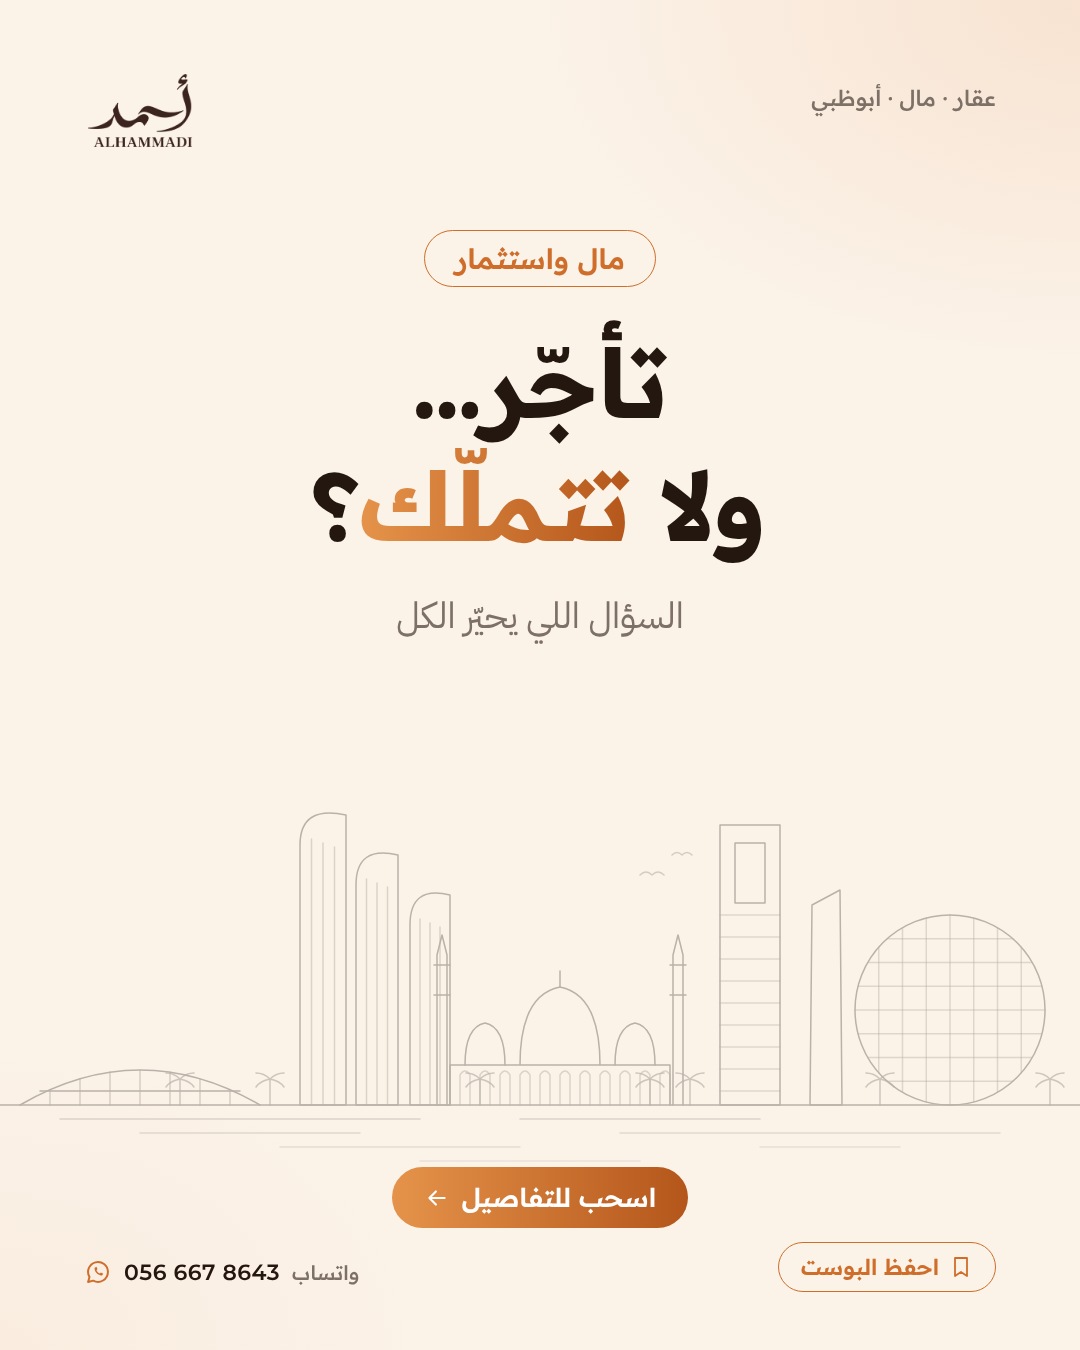 عقار · مال · أبوظبي
أحمد
ALHAMMADI
مال واستثمار
تأجّر...
ولا تتملّك؟
السؤال اللي يحيّر الكل
اسحب للتفاصيل ←
احفظ البوست
واتساب 056 667 8643